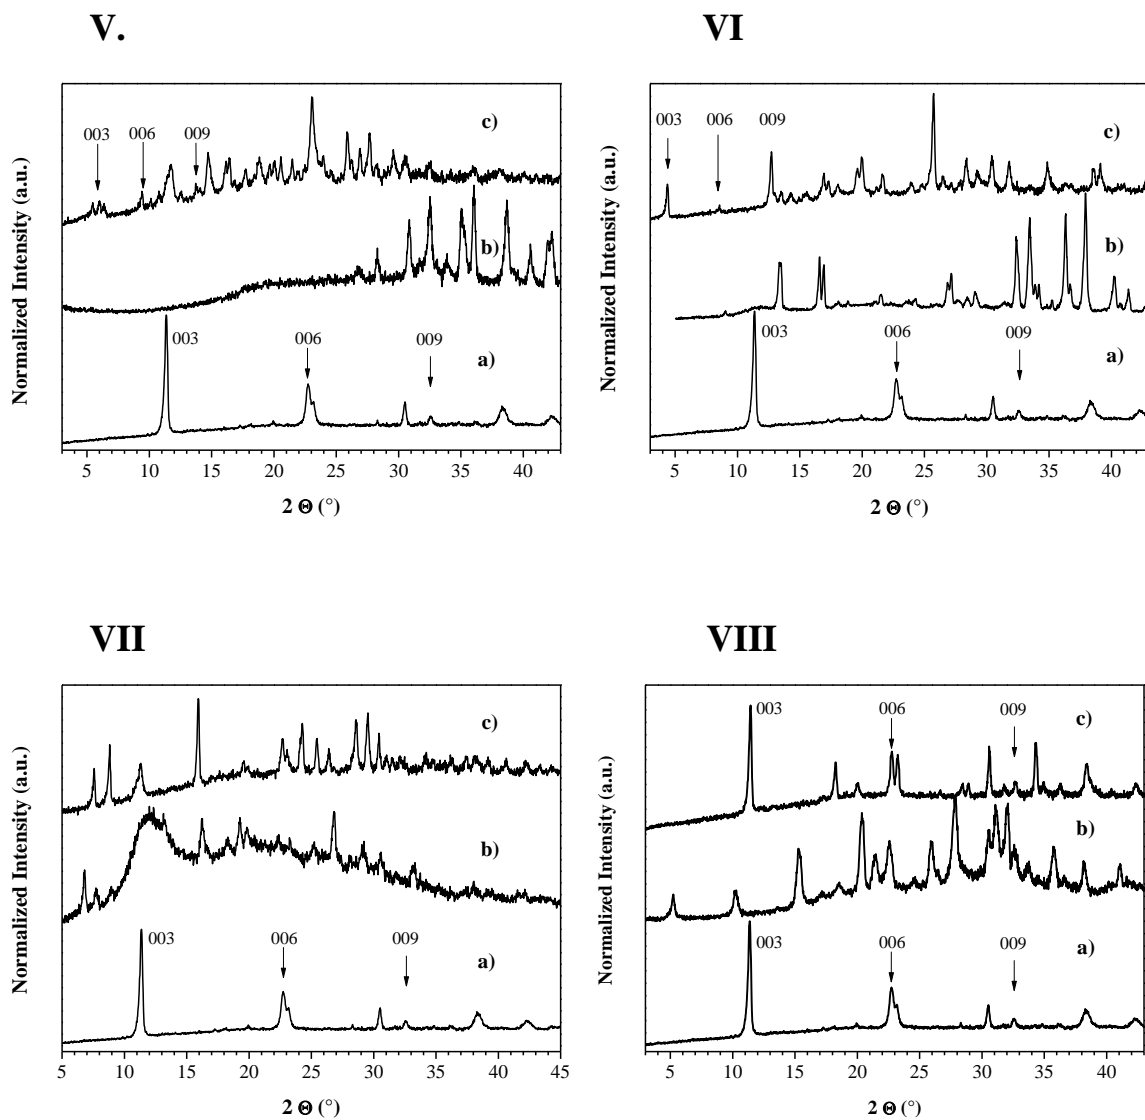 V.
VI
003 006 009 c)
b)
003 006 009 a)
Normalized Intensity (a.u.)
5 10 15 20 25 30 35 40
2 Θ (°)
003 006 009 c)
b)
003 006 009 a)
Normalized Intensity (a.u.)
5 10 15 20 25 30 35 40
2 Θ (°)
VII
VIII
c)
b)
003 006 009 a)
Normalized Intensity (a.u.)
5 10 15 20 25 30 35 40 45
2 Θ (°)
003 006 009 c)
b)
003 006 009 a)
Normalized Intensity (a.u.)
5 10 15 20 25 30 35 40
2 Θ (°)